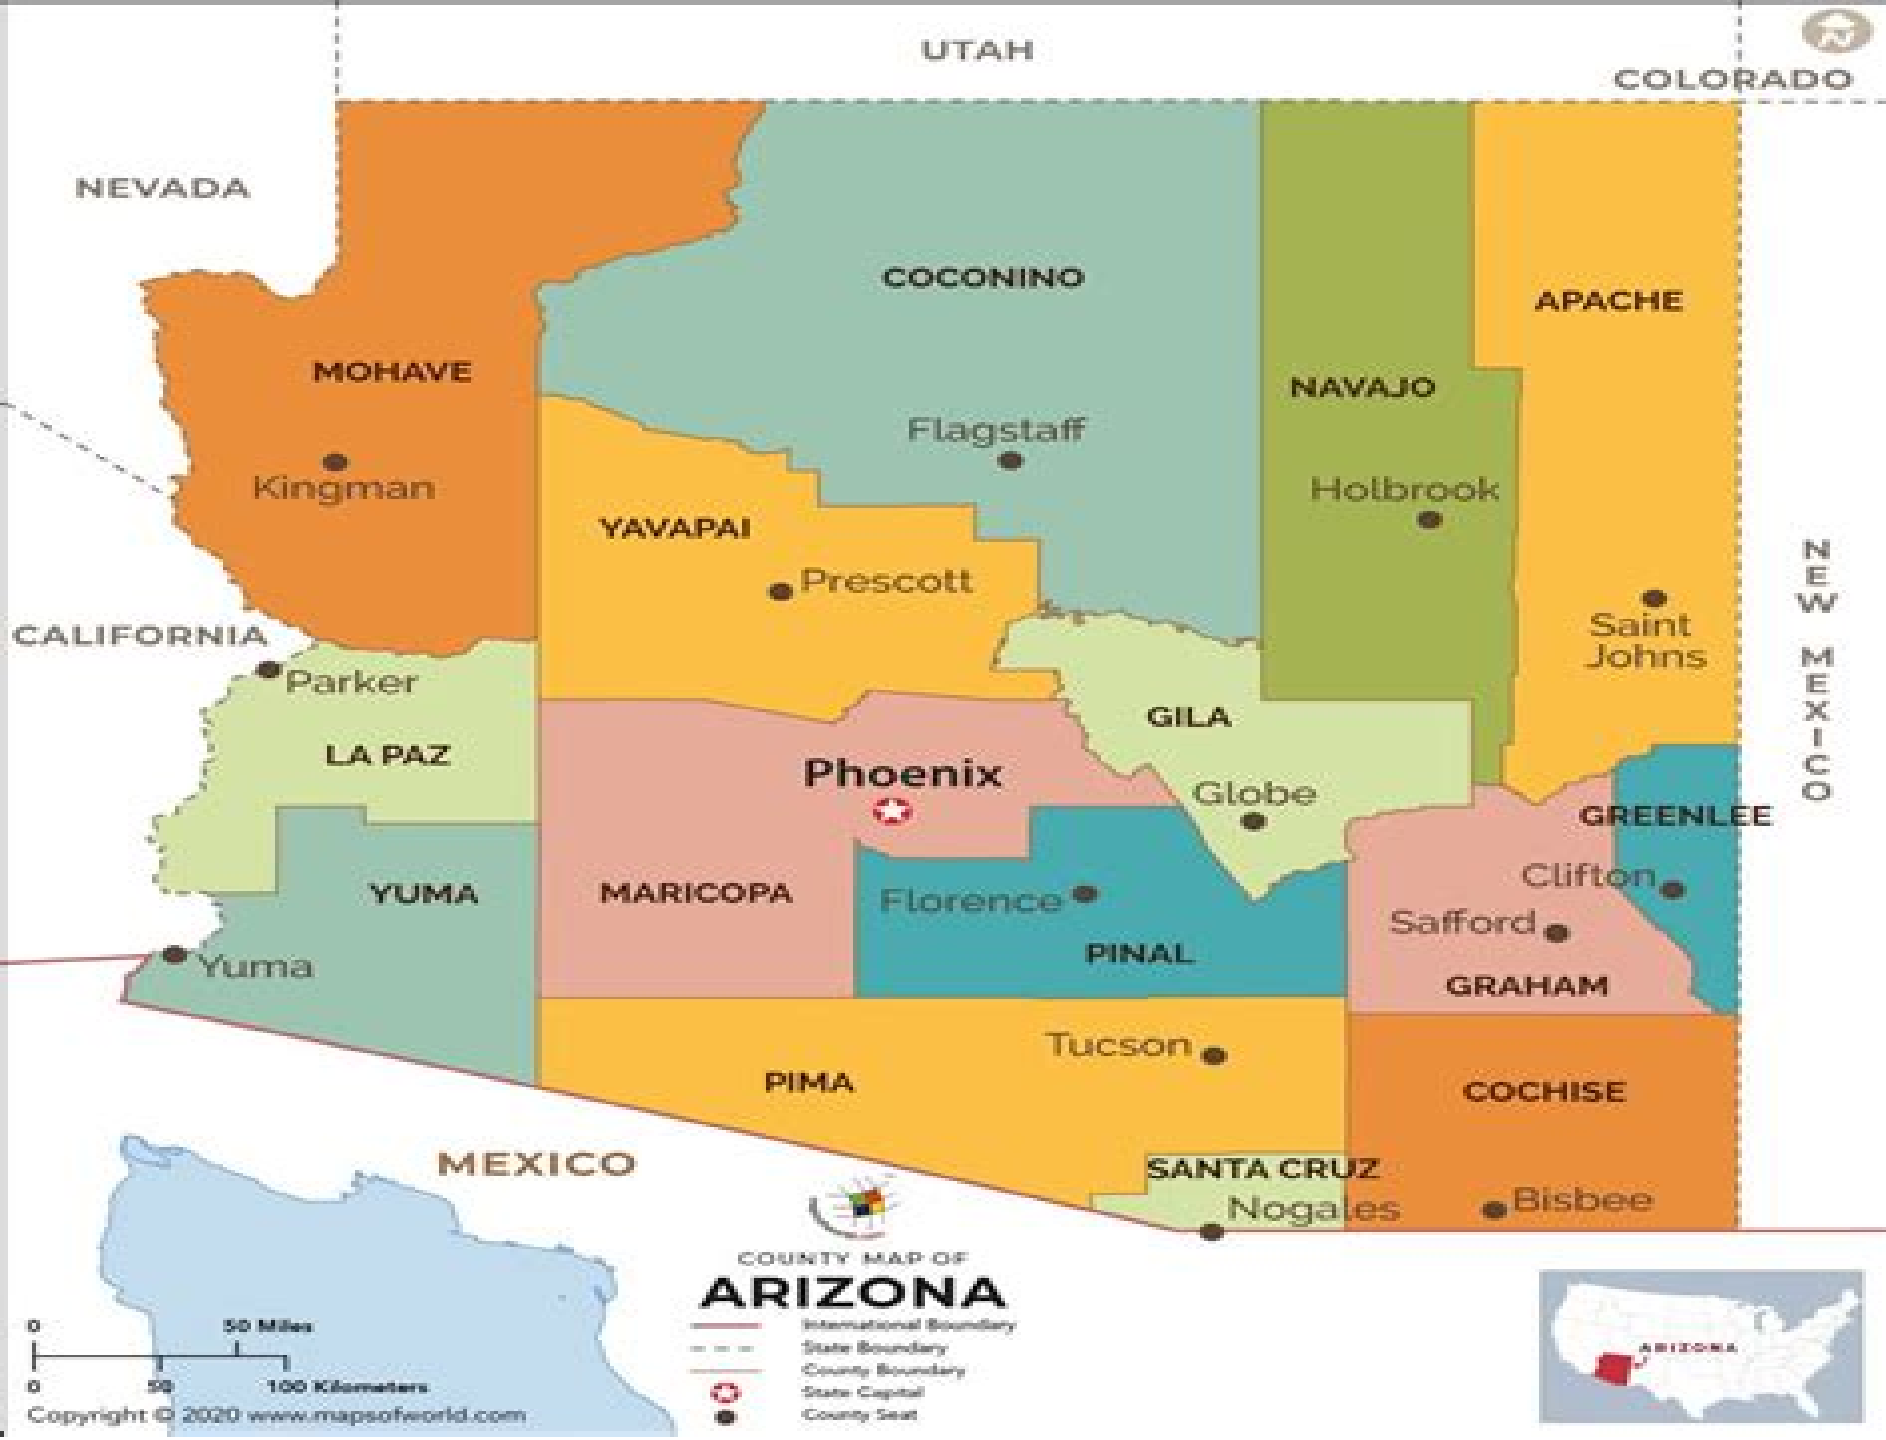 UTAH
COLORADO
NEVADA
COCONINO
APACHE
MOHAVE
NAVAJO
Flagstaff
Kingman
Holbrook
YAVAPAI
Prescott
NEW MEXICO
CALIFORNIA
Saint
Johns
Parker
GILA
LA PAZ
Phoenix
Globe
GREENLEE
Clifton
YUMA
MARICOPA
Florence
Safford
PINAL
Yuma
GRAHAM
Tucson
PIMA
COCHISE
MEXICO
SANTA CRUZ
Nogales
Bisbee
COUNTY MAP OF
ARIZONA
International Boundary
State Boundary
County Boundary
State Capital
County Seat
0 50 Miles
0 50 100 Kilometers
Copyright © 2020 www.mapsofworld.com
ARIZONA
N